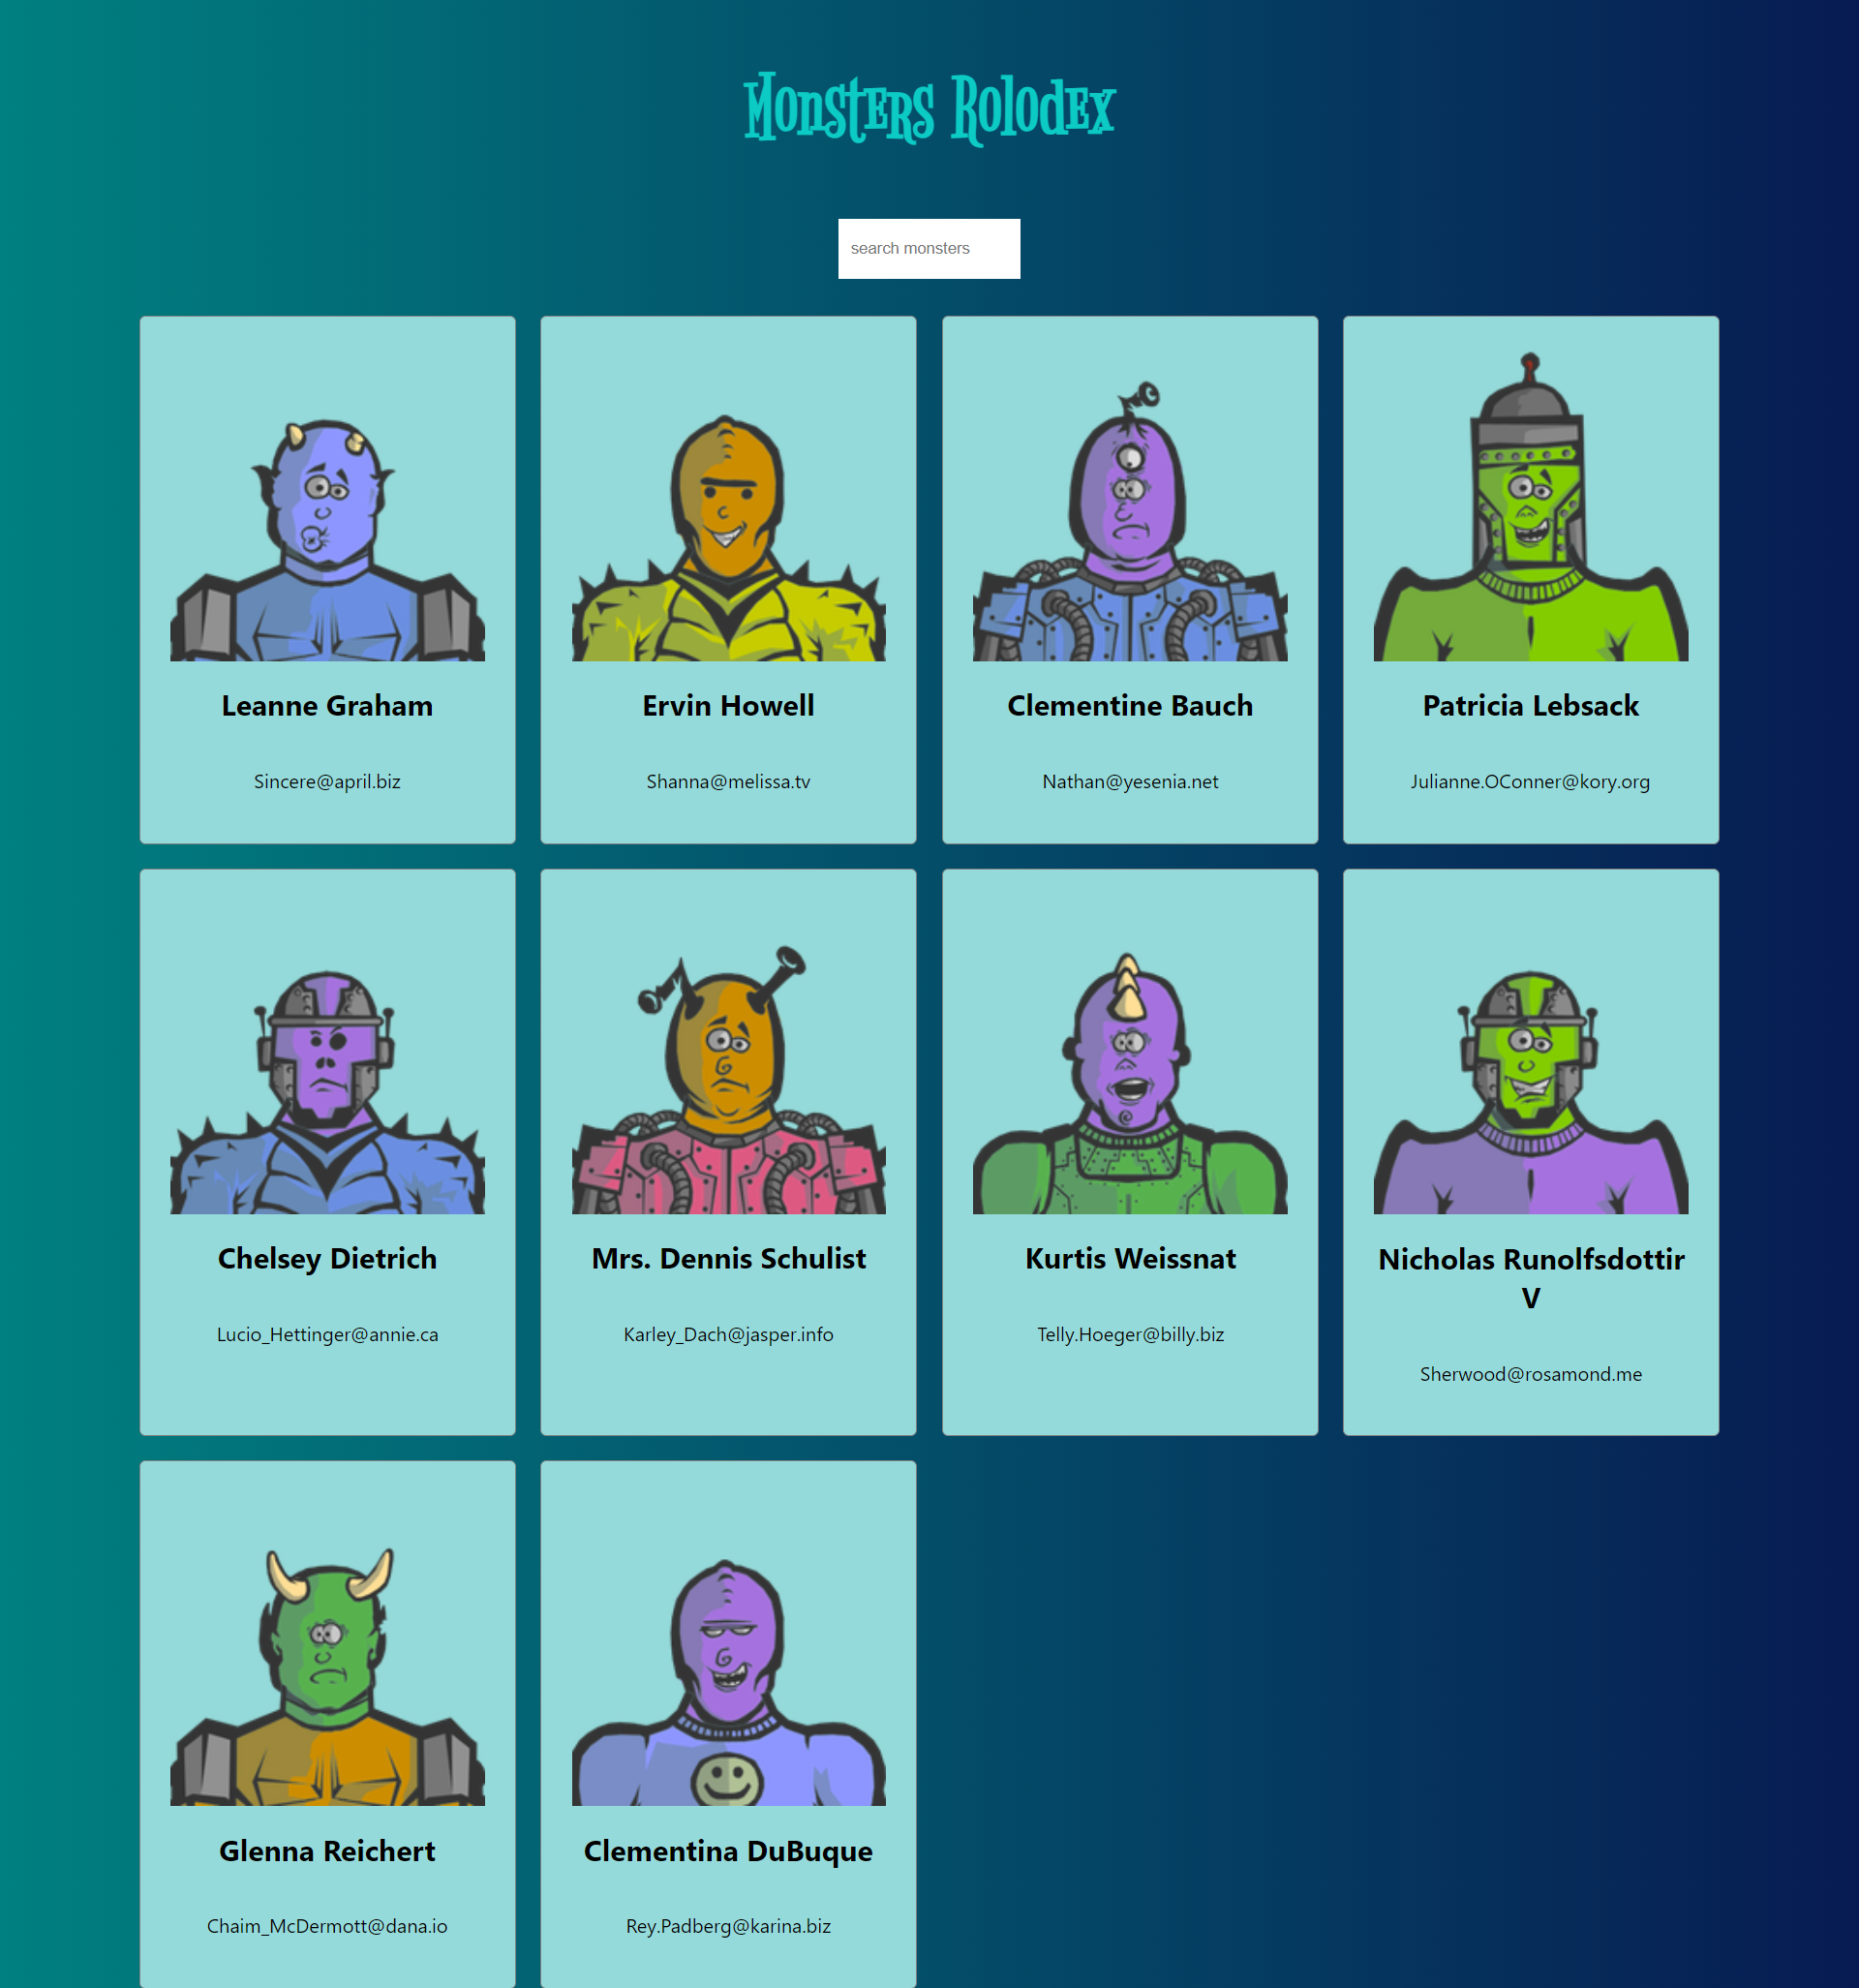 Monsters Rolodex
search monsters
Leanne Graham
Sincere@april.biz
Ervin Howell
Shanna@melissa.tv
Clementine Bauch
Nathan@yesenia.net
Patricia Lebsack
Julianne.OConner@kory.org
Chelsey Dietrich
Lucio_Hettinger@annie.ca
Mrs. Dennis Schulist
Karley_Dach@jasper.info
Kurtis Weissnat
Telly.Hoeger@billy.biz
Nicholas Runolfsdottir
V
Sherwood@rosamond.me
Glenna Reichert
Chaim_McDermott@dana.io
Clementina DuBuque
Rey.Padberg@karina.biz